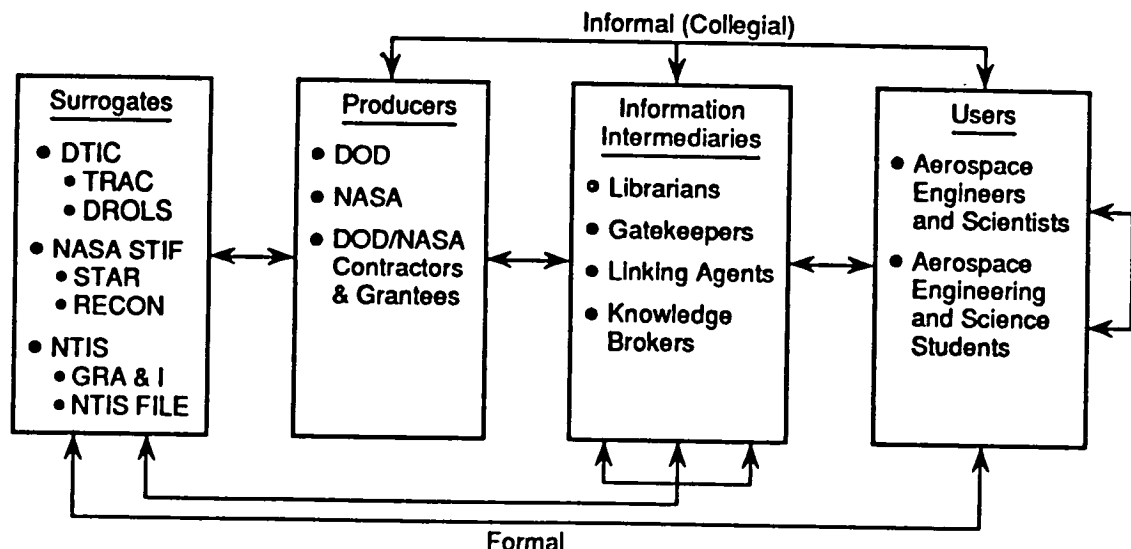 Informal (Collegial)
Surrogates
● DTIC
● TRAC
● DROLS
● NASA STIF
● STAR
● RECON
● NTIS
● GRA & I
● NTIS FILE
Producers
● DOD
● NASA
● DOD/NASA
Contractors
& Grantees
Information
Intermediaries
● Librarians
● Gatekeepers
● Linking Agents
● Knowledge
Brokers
Users
● Aerospace
Engineers
and Scientists
● Aerospace
Engineering
and Science
Students
Formal